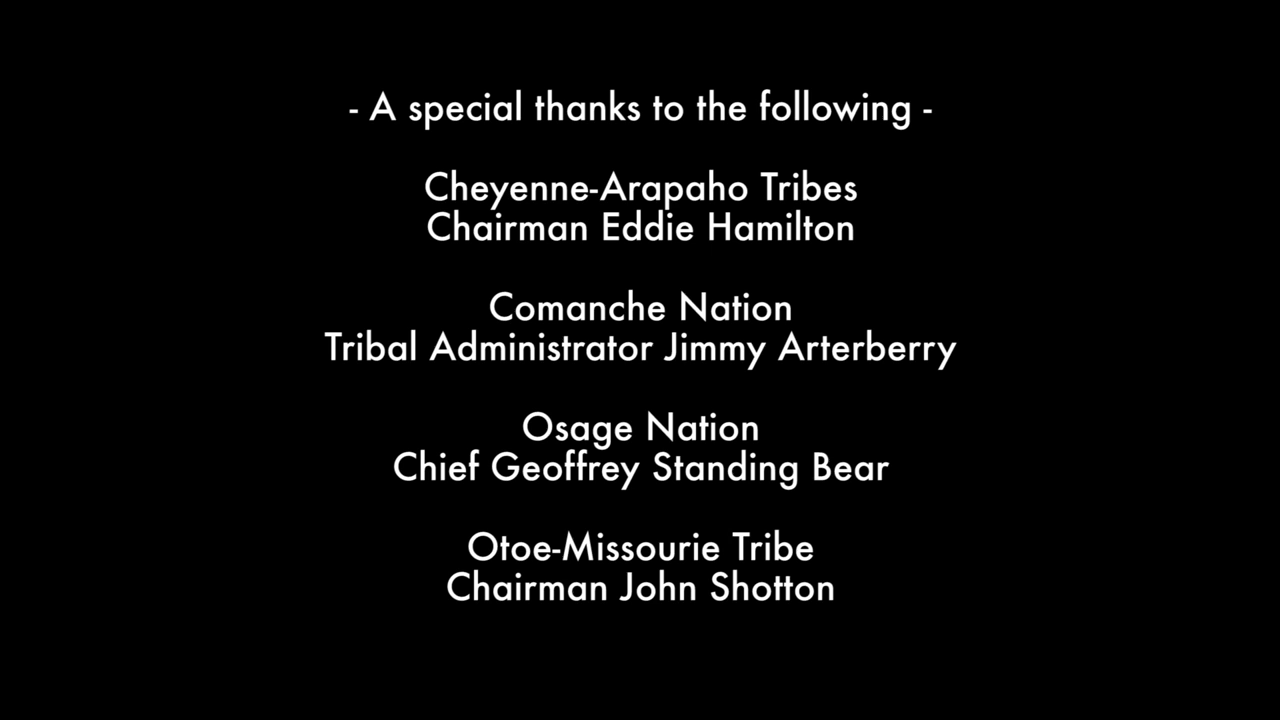 - A special thanks to the following -
Cheyenne-Arapaho Tribes
Chairman Eddie Hamilton
Comanche Nation
Tribal Administrator Jimmy Arterberry
Osage Nation
Chief Geoffrey Standing Bear
Otoe-Missourie Tribe
Chairman John Shotton